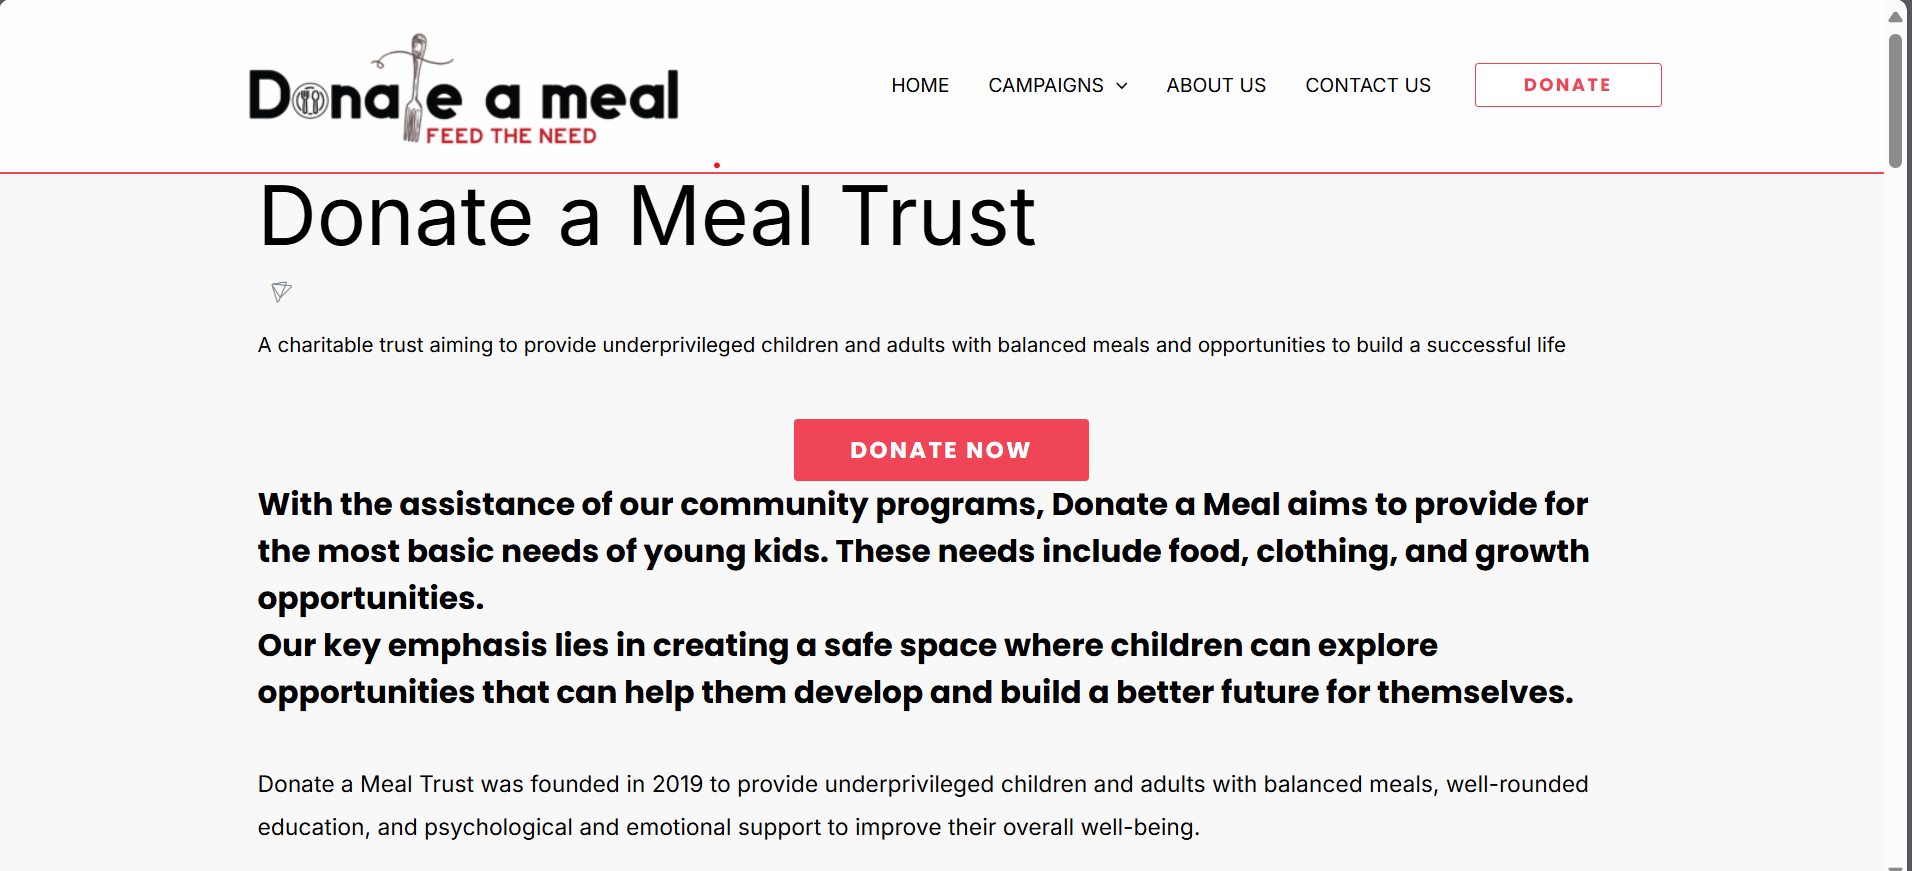 Donate a meal
FEED THE NEED
HOME
CAMPAIGNS
ABOUT US
CONTACT US
DONATE
Donate a Meal Trust
A charitable trust aiming to provide underprivileged children and adults with balanced meals and opportunities to build a successful life
DONATE NOW
With the assistance of our community programs, Donate a Meal aims to provide for
the most basic needs of young kids. These needs include food, clothing, and growth
opportunities.
Our key emphasis lies in creating a safe space where children can explore
opportunities that can help them develop and build a better future for themselves.
Donate a Meal Trust was founded in 2019 to provide underprivileged children and adults with balanced meals, well-rounded
education, and psychological and emotional support to improve their overall well-being.